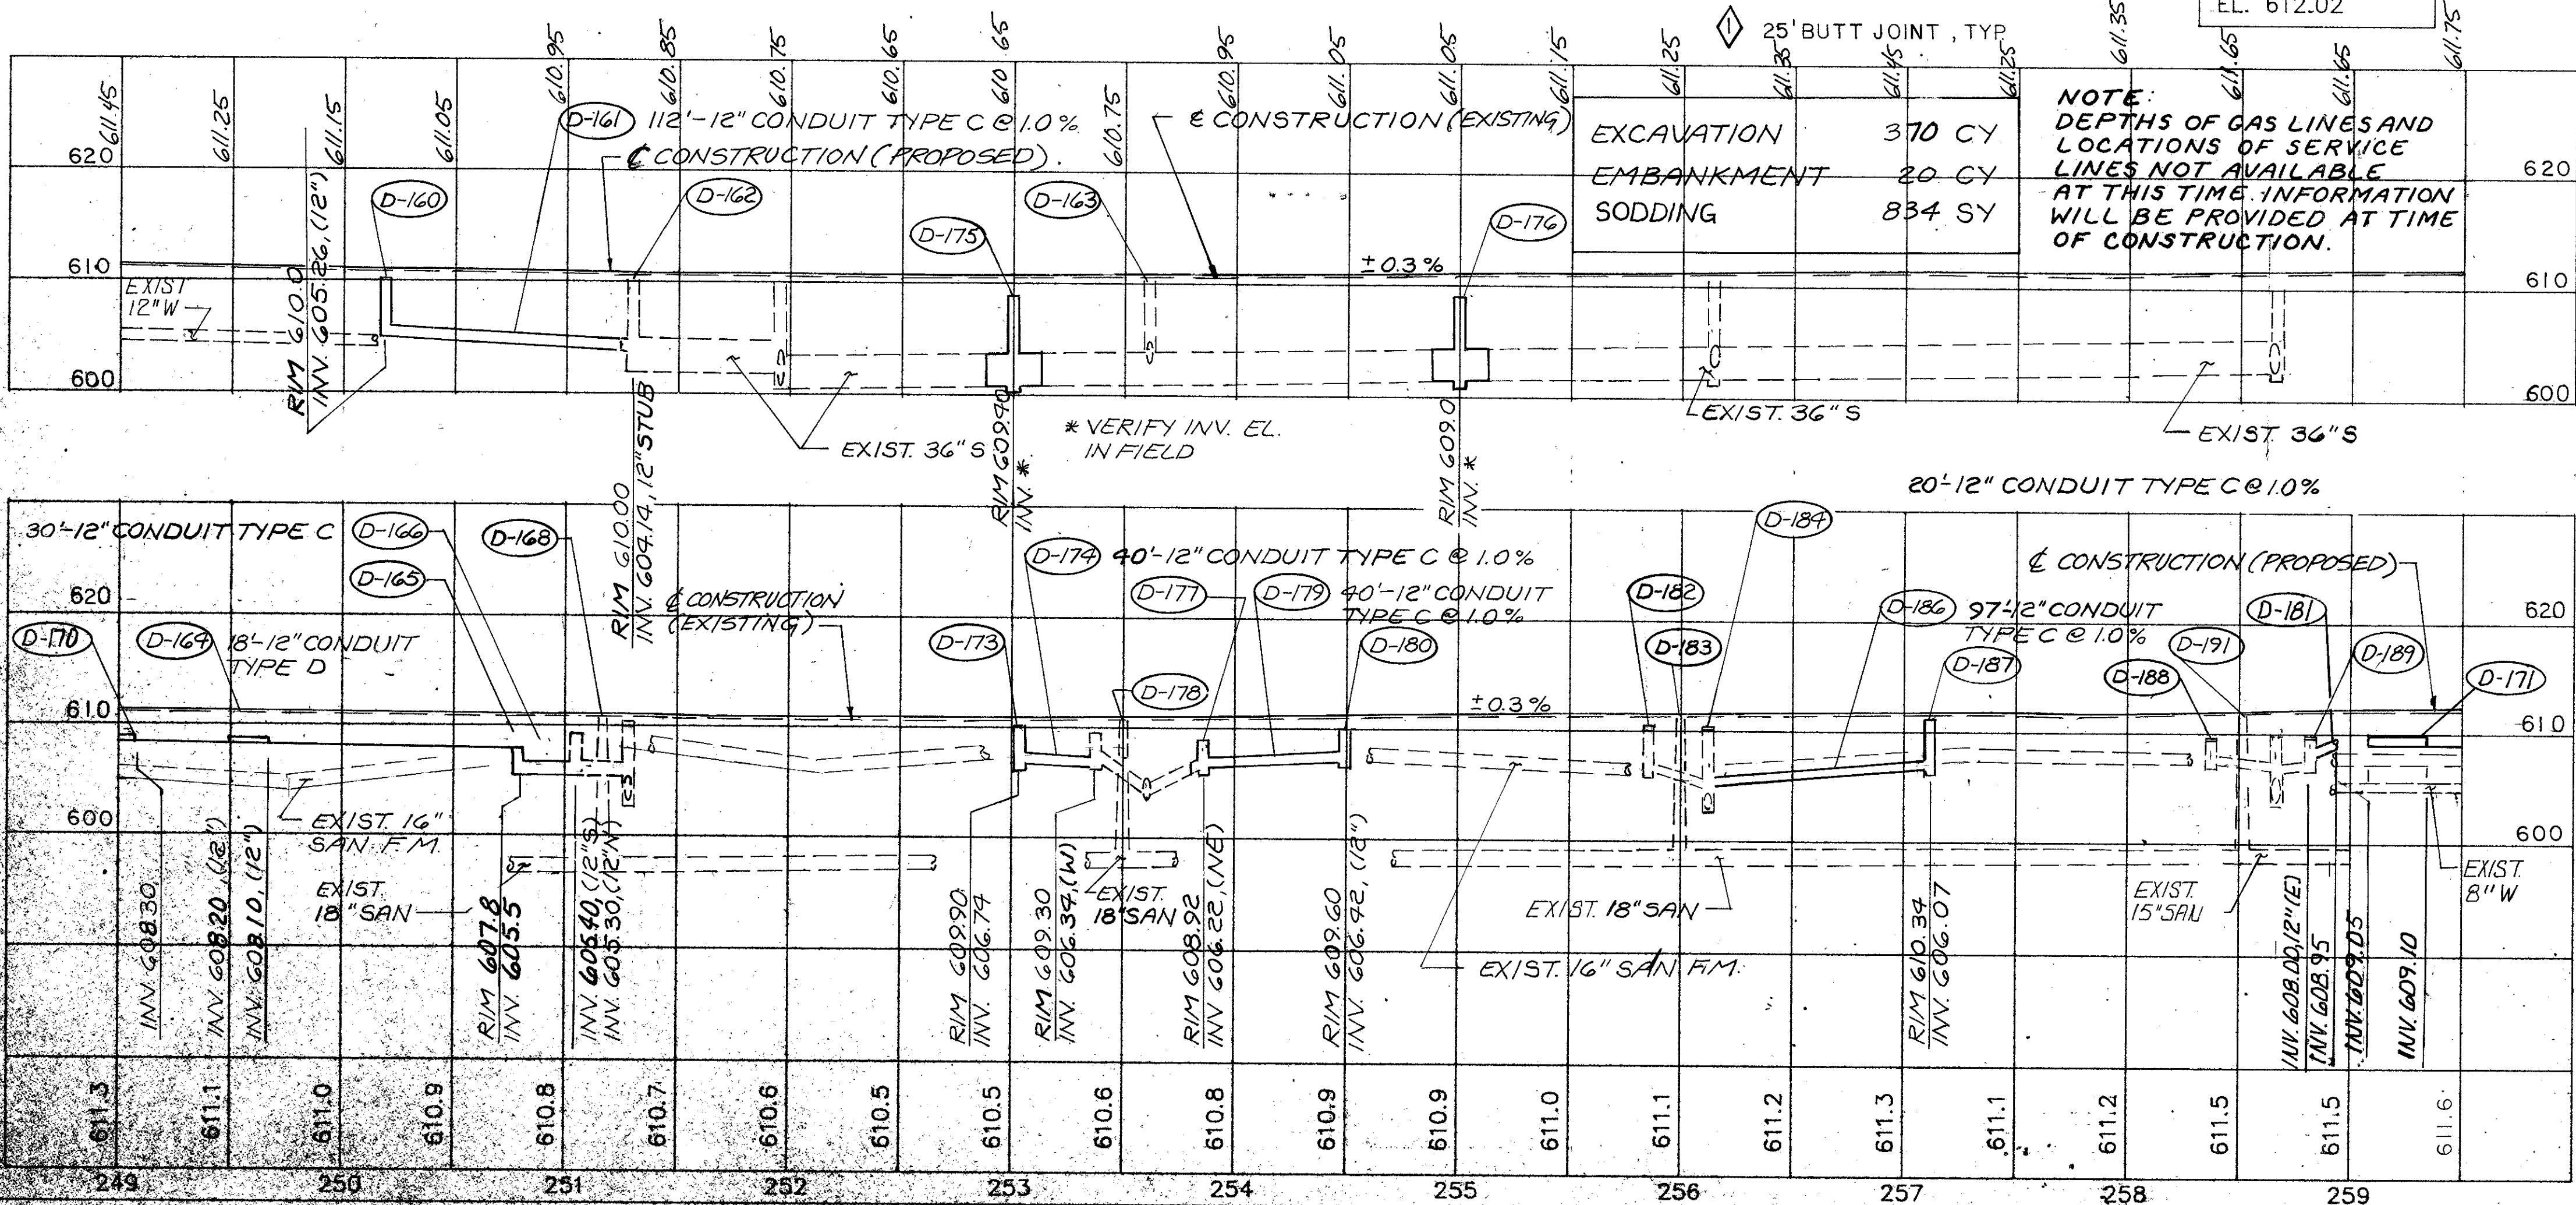 EL. 612.02
25' BUTT JOINT, TYP.
611.45
611.25
611.15
611.05
610.95
610.85
610.75
610.65
610.65
610.75
610.95
611.05
611.05
611.15
611.25
611.35
611.45
611.25
611.35
611.65
611.65
611.75
D-161 112'-12" CONDUIT TYPE C @ 1.0%
℄ CONSTRUCTION (PROPOSED).
℄ CONSTRUCTION (EXISTING)
EXCAVATION 370 CY
EMBANKMENT 20 CY
SODDING 834 SY
NOTE:
DEPTHS OF GAS LINES AND
LOCATIONS OF SERVICE
LINES NOT AVAILABLE
AT THIS TIME. INFORMATION
WILL BE PROVIDED AT TIME
OF CONSTRUCTION.
620
620
D-160
D-162
D-163
D-175
D-176
610
610
± 0.3%
EXIST
12" W
RIM 610.0
INV. 605.26, (12")
600
600
EXIST. 36" S
* VERIFY INV. EL.
IN FIELD
EXIST. 36" S
EXIST. 36" S
RIM 610.00
INV. 604.14, 12" STUB
RIM 609.40
INV. *
RIM 609.0
INV. *
20'-12" CONDUIT TYPE C @ 1.0%
30'-12" CONDUIT TYPE C
D-166
D-168
D-165
D-174 40'-12" CONDUIT TYPE C @ 1.0%
D-184
℄ CONSTRUCTION (PROPOSED)
620
620
℄ CONSTRUCTION
(EXISTING)
D-177
D-179 40'-12" CONDUIT
TYPE C @ 1.0%
D-182
D-186 97'-12" CONDUIT
TYPE C @ 1.0%
D-181
D-170
D-164 18'-12" CONDUIT
TYPE D
D-173
D-180
D-183
D-187
D-191
D-189
D-178
D-188
D-171
610
610
± 0.3%
600
600
EXIST. 16"
SAN. F.M.
EXIST.
18" SAN
EXIST.
18" SAN
EXIST. 18" SAN
EXIST. 16" SAN F.M.
EXIST.
15" SAN
EXIST.
8" W
INV. 608.30
INV. 608.20, (12")
INV. 608.10, (12")
RIM 607.8
INV. 605.5
INV. 605.40, (12"S)
INV. 605.30, (12"N)
RIM 609.90
INV. 606.74
RIM 609.30
INV. 606.34, (W)
RIM 608.92
INV 606.22, (NE)
RIM 609.60
INV. 606.42, (12")
RIM 610.34
INV. 606.07
INV. 608.00, 12" (E)
INV. 608.95
INV. 609.05
INV. 609.10
611.3
611.1
611.0
610.9
610.8
610.7
610.6
610.5
610.5
610.6
610.8
610.9
610.9
611.0
611.1
611.2
611.3
611.1
611.2
611.5
611.5
611.6
249
250
251
252
253
254
255
256
257
258
259